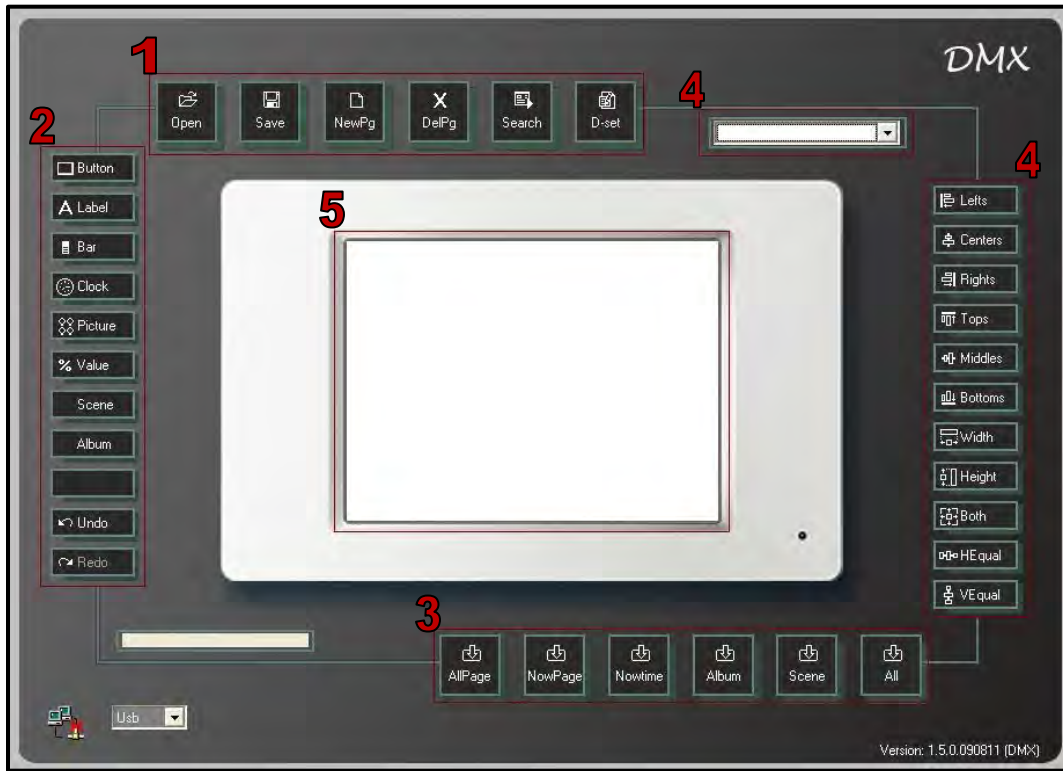 DMX
1
Open
Save
NewPg
DelPg
Search
D-set
4
2
Button
Label
Bar
Clock
Picture
Value
Scene
Album
Undo
Redo
5
4
Lefts
Centers
Rights
Tops
Middles
Bottoms
Width
Height
Both
HEqual
VEqual
3
AllPage
NowPage
Nowtime
Album
Scene
All
Usb
Version: 1.5.0.090811 (DMX)